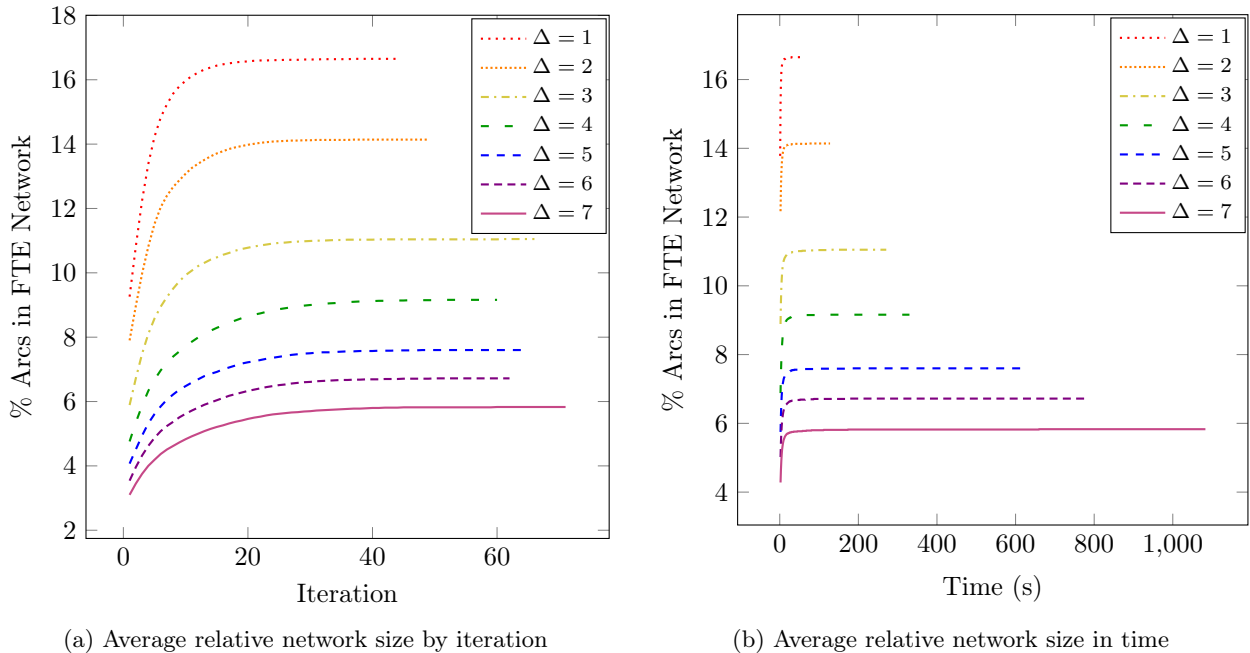 18
16
14
12
10
8
6
4
2
% Arcs in FTE Network
0
20
40
60
Iteration
Δ = 1
Δ = 2
Δ = 3
Δ = 4
Δ = 5
Δ = 6
Δ = 7
(a) Average relative network size by iteration
16
14
12
10
8
6
4
% Arcs in FTE Network
0
200
400
600
800
1,000
Time (s)
Δ = 1
Δ = 2
Δ = 3
Δ = 4
Δ = 5
Δ = 6
Δ = 7
(b) Average relative network size in time